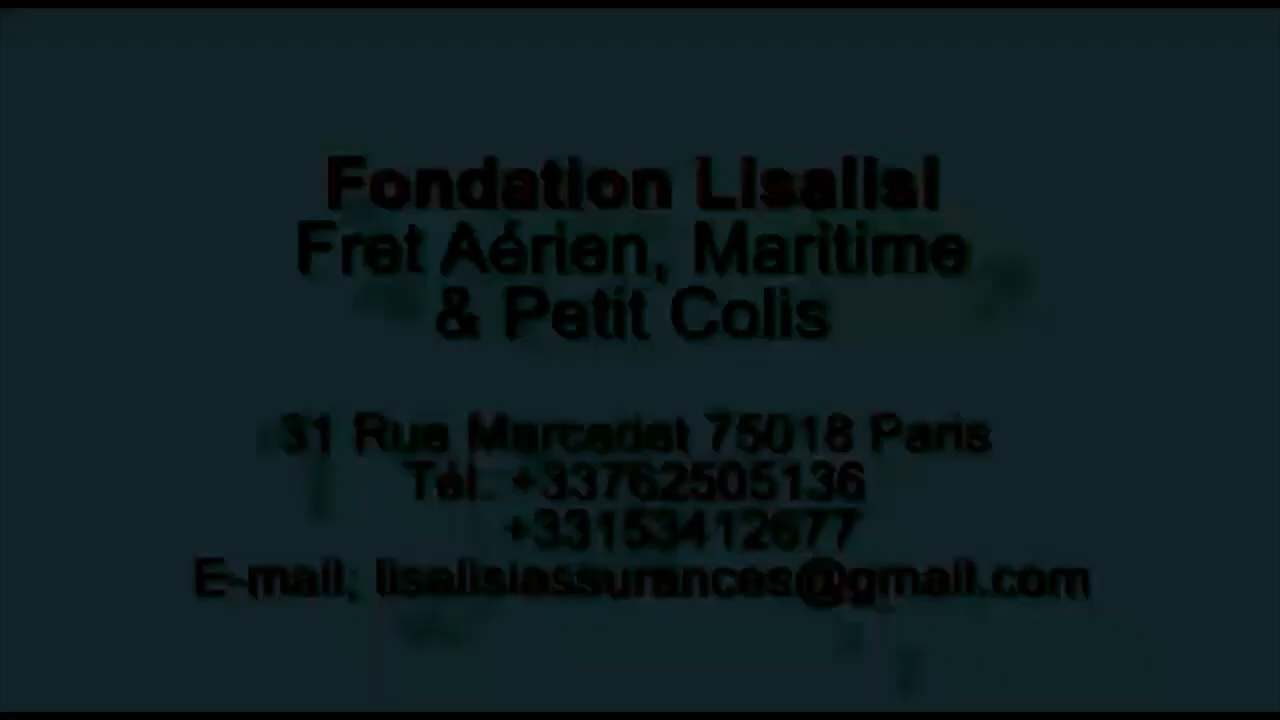 Fondation Lisalisi
Fret Aérien, Maritime
& Petit Colis
31 Rue Marcadet 75018 Paris
Tél: +33762505136
+33153412677
E-mail; lisalisiassurances@gmail.com